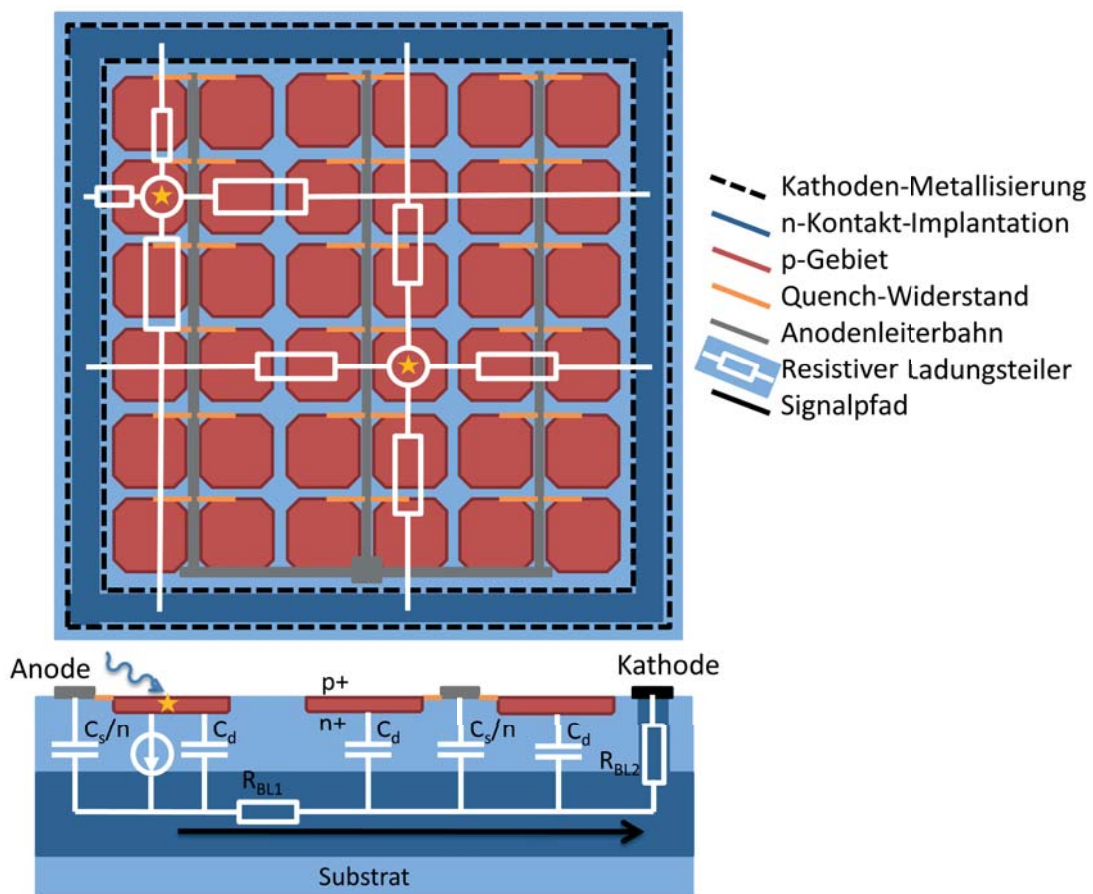 Kathoden-Metallisierung
n-Kontakt-Implantation
p-Gebiet
Quench-Widerstand
Anodenleiterbahn
Resistiver Ladungsteiler
Signalpfad
Anode
Kathode
p+
n+
Cs/n
Cd
Cd
Cs/n
Cd
RBL1
RBL2
Substrat